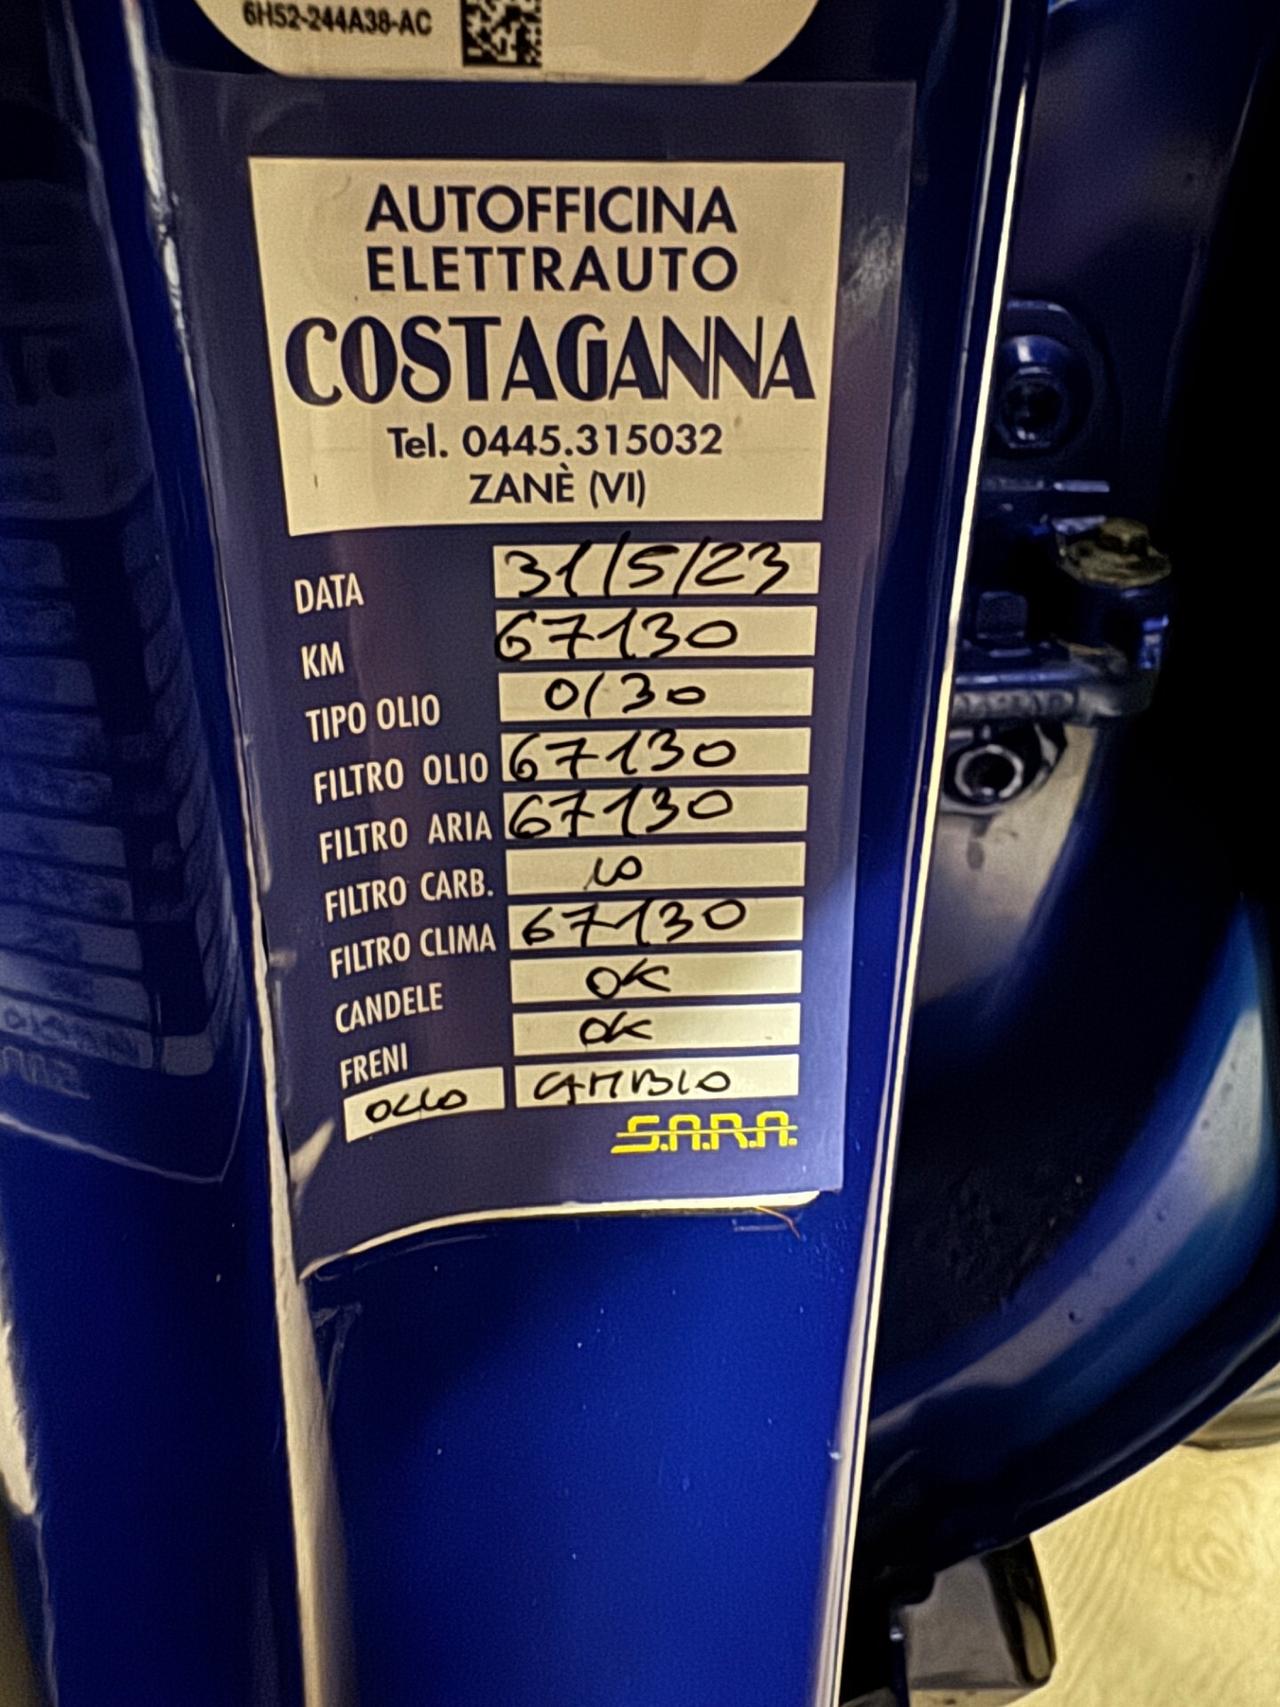 6H52-244A38-AC
AUTOFFICINA
ELETTRAUTO
COSTAGANNA
Tel. 0445.315032
ZANÈ (VI)
DATA 31/5/23
KM 67130
TIPO OLIO 0/30
FILTRO OLIO 67130
FILTRO ARIA 67130
FILTRO CARB.
FILTRO CLIMA 67130
CANDELE OK
FRENI OK
OLIO CAMBIO
S.A.R.A.